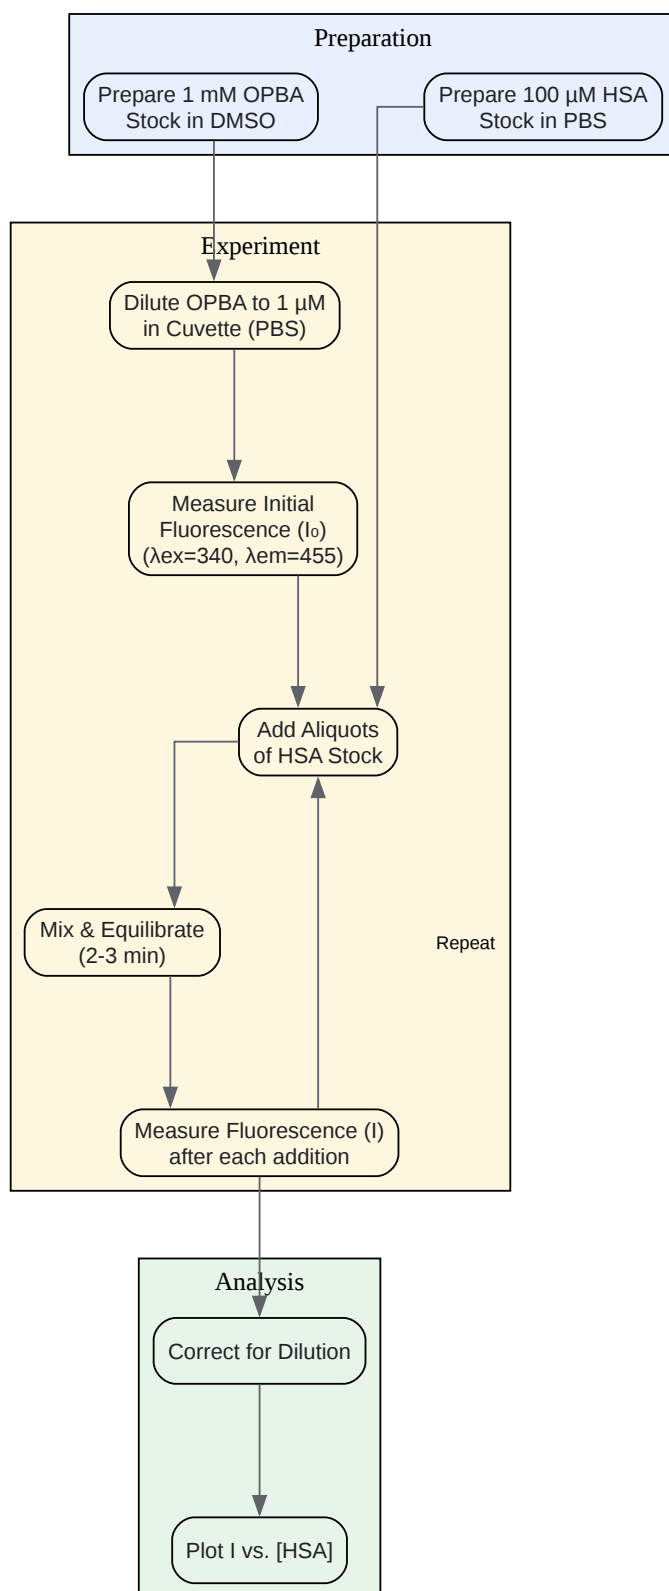 Preparation
Prepare 1 mM OPBA
Stock in DMSO
Prepare 100 µM HSA
Stock in PBS
Experiment
Dilute OPBA to 1 µM
in Cuvette (PBS)
Measure Initial
Fluorescence (I₀)
(λex=340, λem=455)
Add Aliquots
of HSA Stock
Mix & Equilibrate
(2-3 min)
Repeat
Measure Fluorescence (I)
after each addition
Analysis
Correct for Dilution
Plot I vs. [HSA]